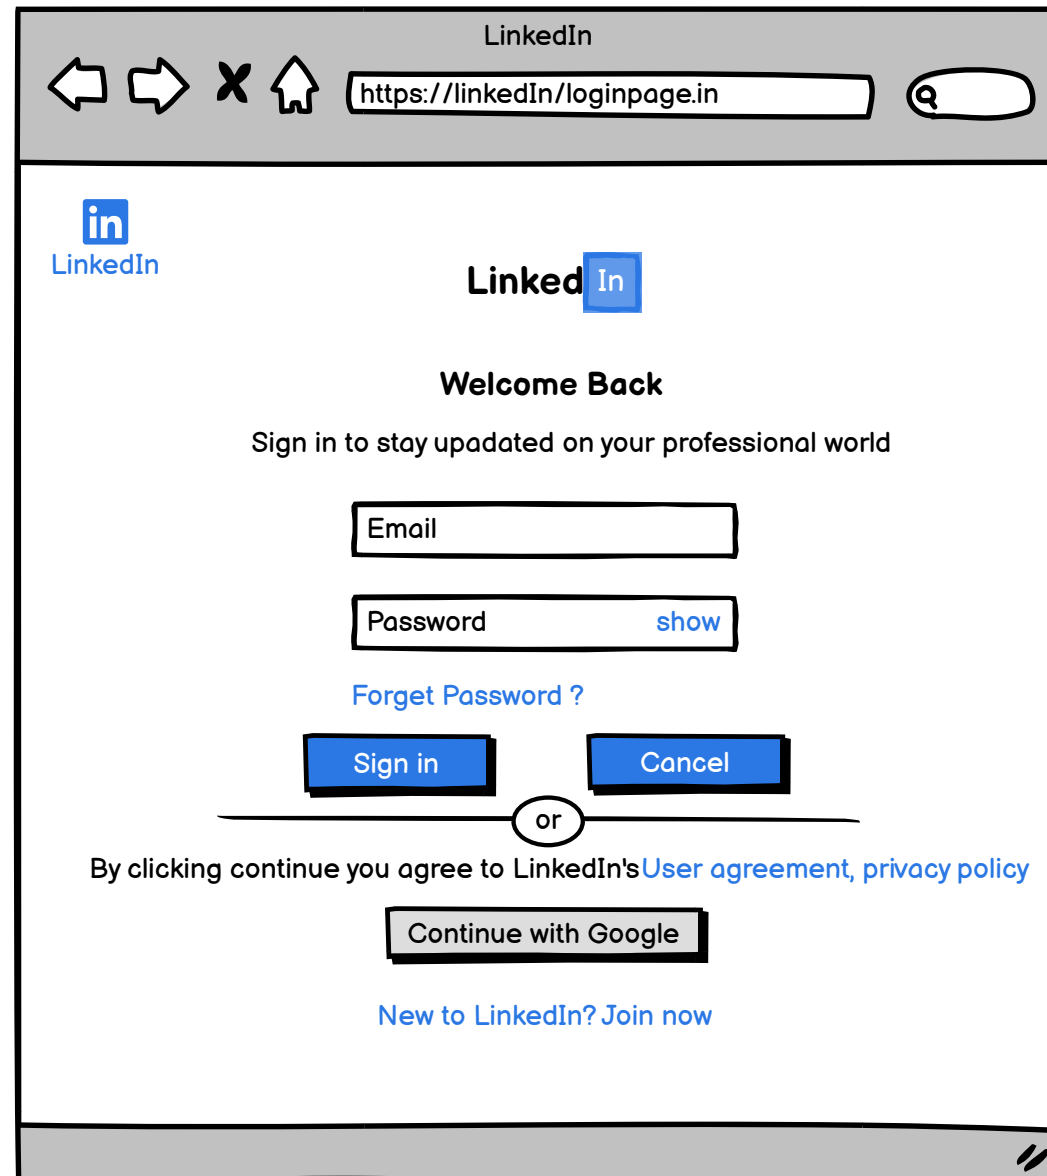 LinkedIn
https://linkedIn/loginpage.in
in
LinkedIn
Linked In
Welcome Back
Sign in to stay upadated on your professional world
Email
Password show
Forget Password ?
Sign in Cancel
or
By clicking continue you agree to LinkedIn's User agreement, privacy policy
Continue with Google
New to LinkedIn? Join now